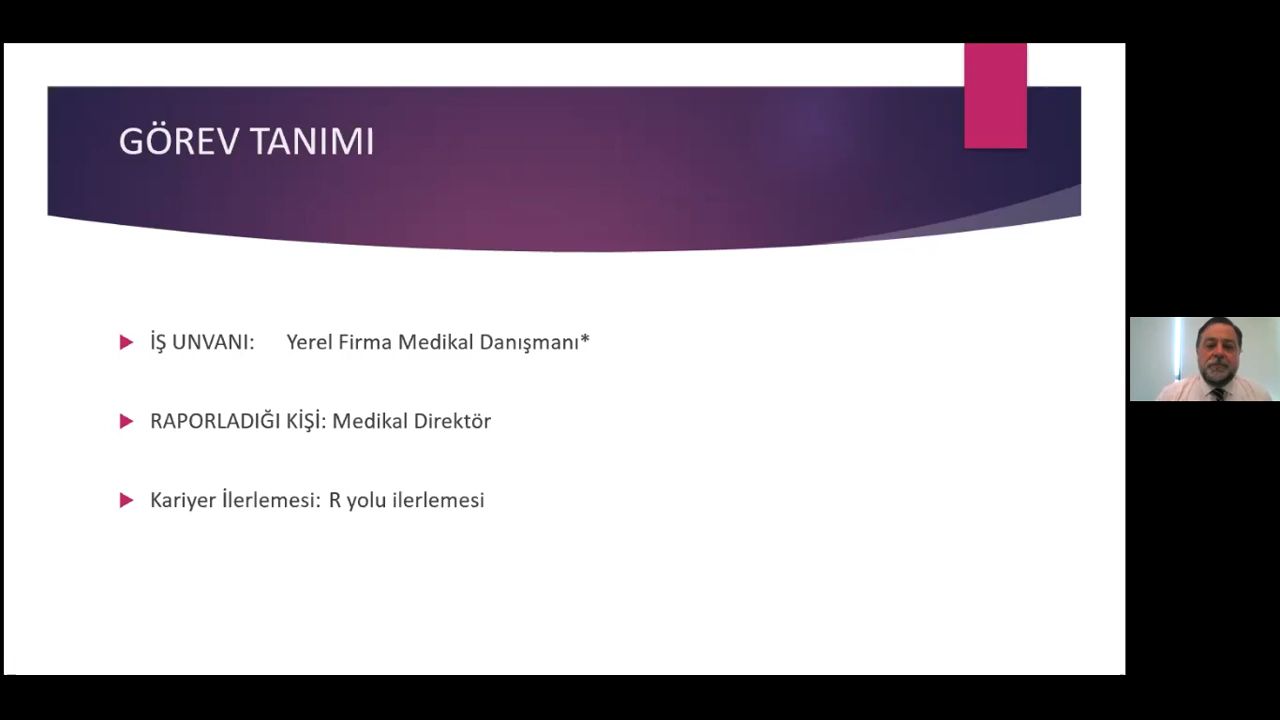 GÖREV TANIMI
İŞ UNVANI: Yerel Firma Medikal Danışmanı*
RAPORLADIĞI KİŞİ: Medikal Direktör
Kariyer İlerlemesi: R yolu ilerlemesi